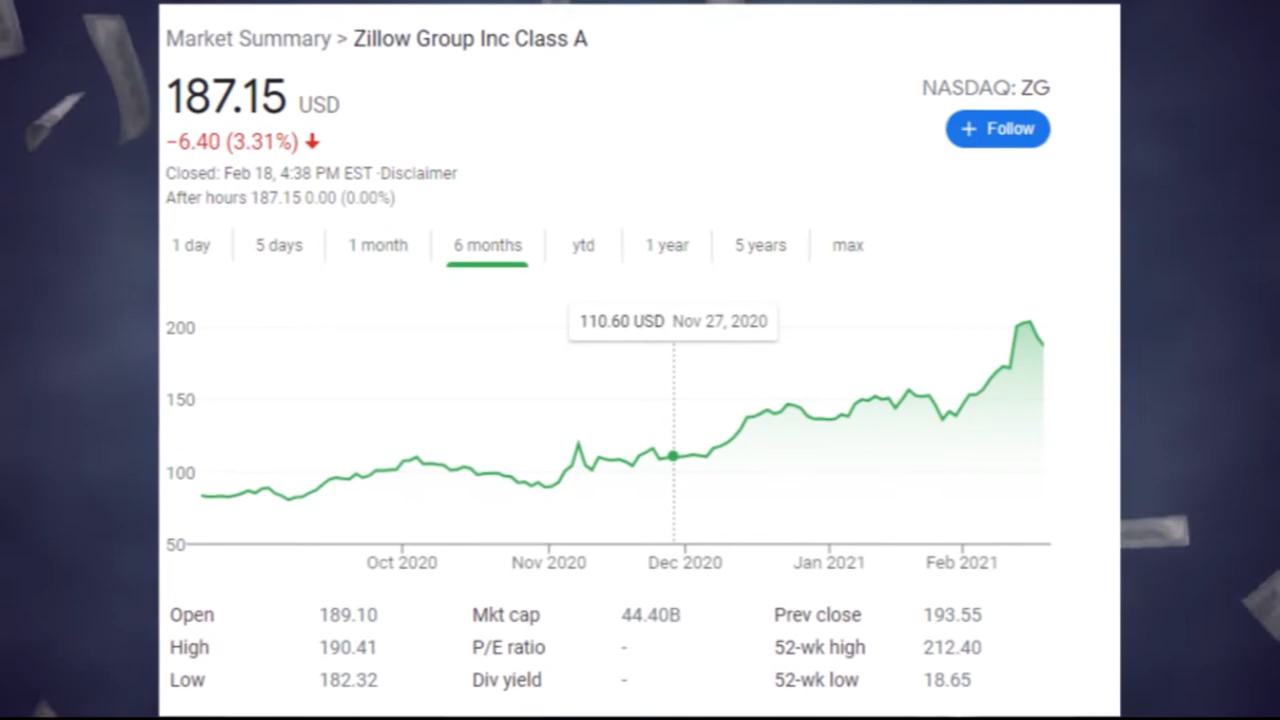 Market Summary > Zillow Group Inc Class A
187.15 USD
NASDAQ: ZG
−6.40 (3.31%)
+ Follow
Closed: Feb 18, 4:38 PM EST ·Disclaimer
After hours 187.15 0.00 (0.00%)
1 day 5 days 1 month 6 months ytd 1 year 5 years max
110.60 USD Nov 27, 2020
200
150
100
50
Oct 2020 Nov 2020 Dec 2020 Jan 2021 Feb 2021
Open 189.10 Mkt cap 44.40B Prev close 193.55
High 190.41 P/E ratio - 52-wk high 212.40
Low 182.32 Div yield - 52-wk low 18.65